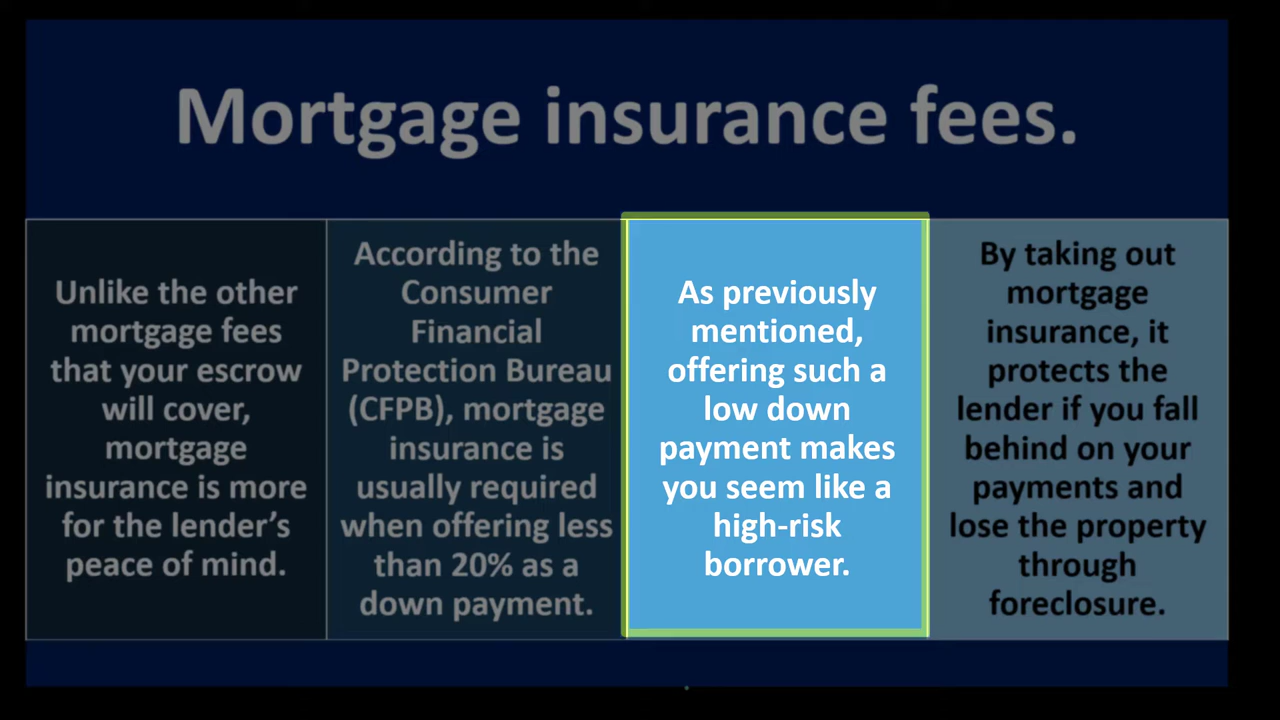 Mortgage insurance fees.
Unlike the other
mortgage fees
that your escrow
will cover,
mortgage
insurance is more
for the lender’s
peace of mind.
According to the
Consumer
Financial
Protection Bureau
(CFPB), mortgage
insurance is
usually required
when offering less
than 20% as a
down payment.
As previously
mentioned,
offering such a
low down
payment makes
you seem like a
high-risk
borrower.
By taking out
mortgage
insurance, it
protects the
lender if you fall
behind on your
payments and
lose the property
through
foreclosure.